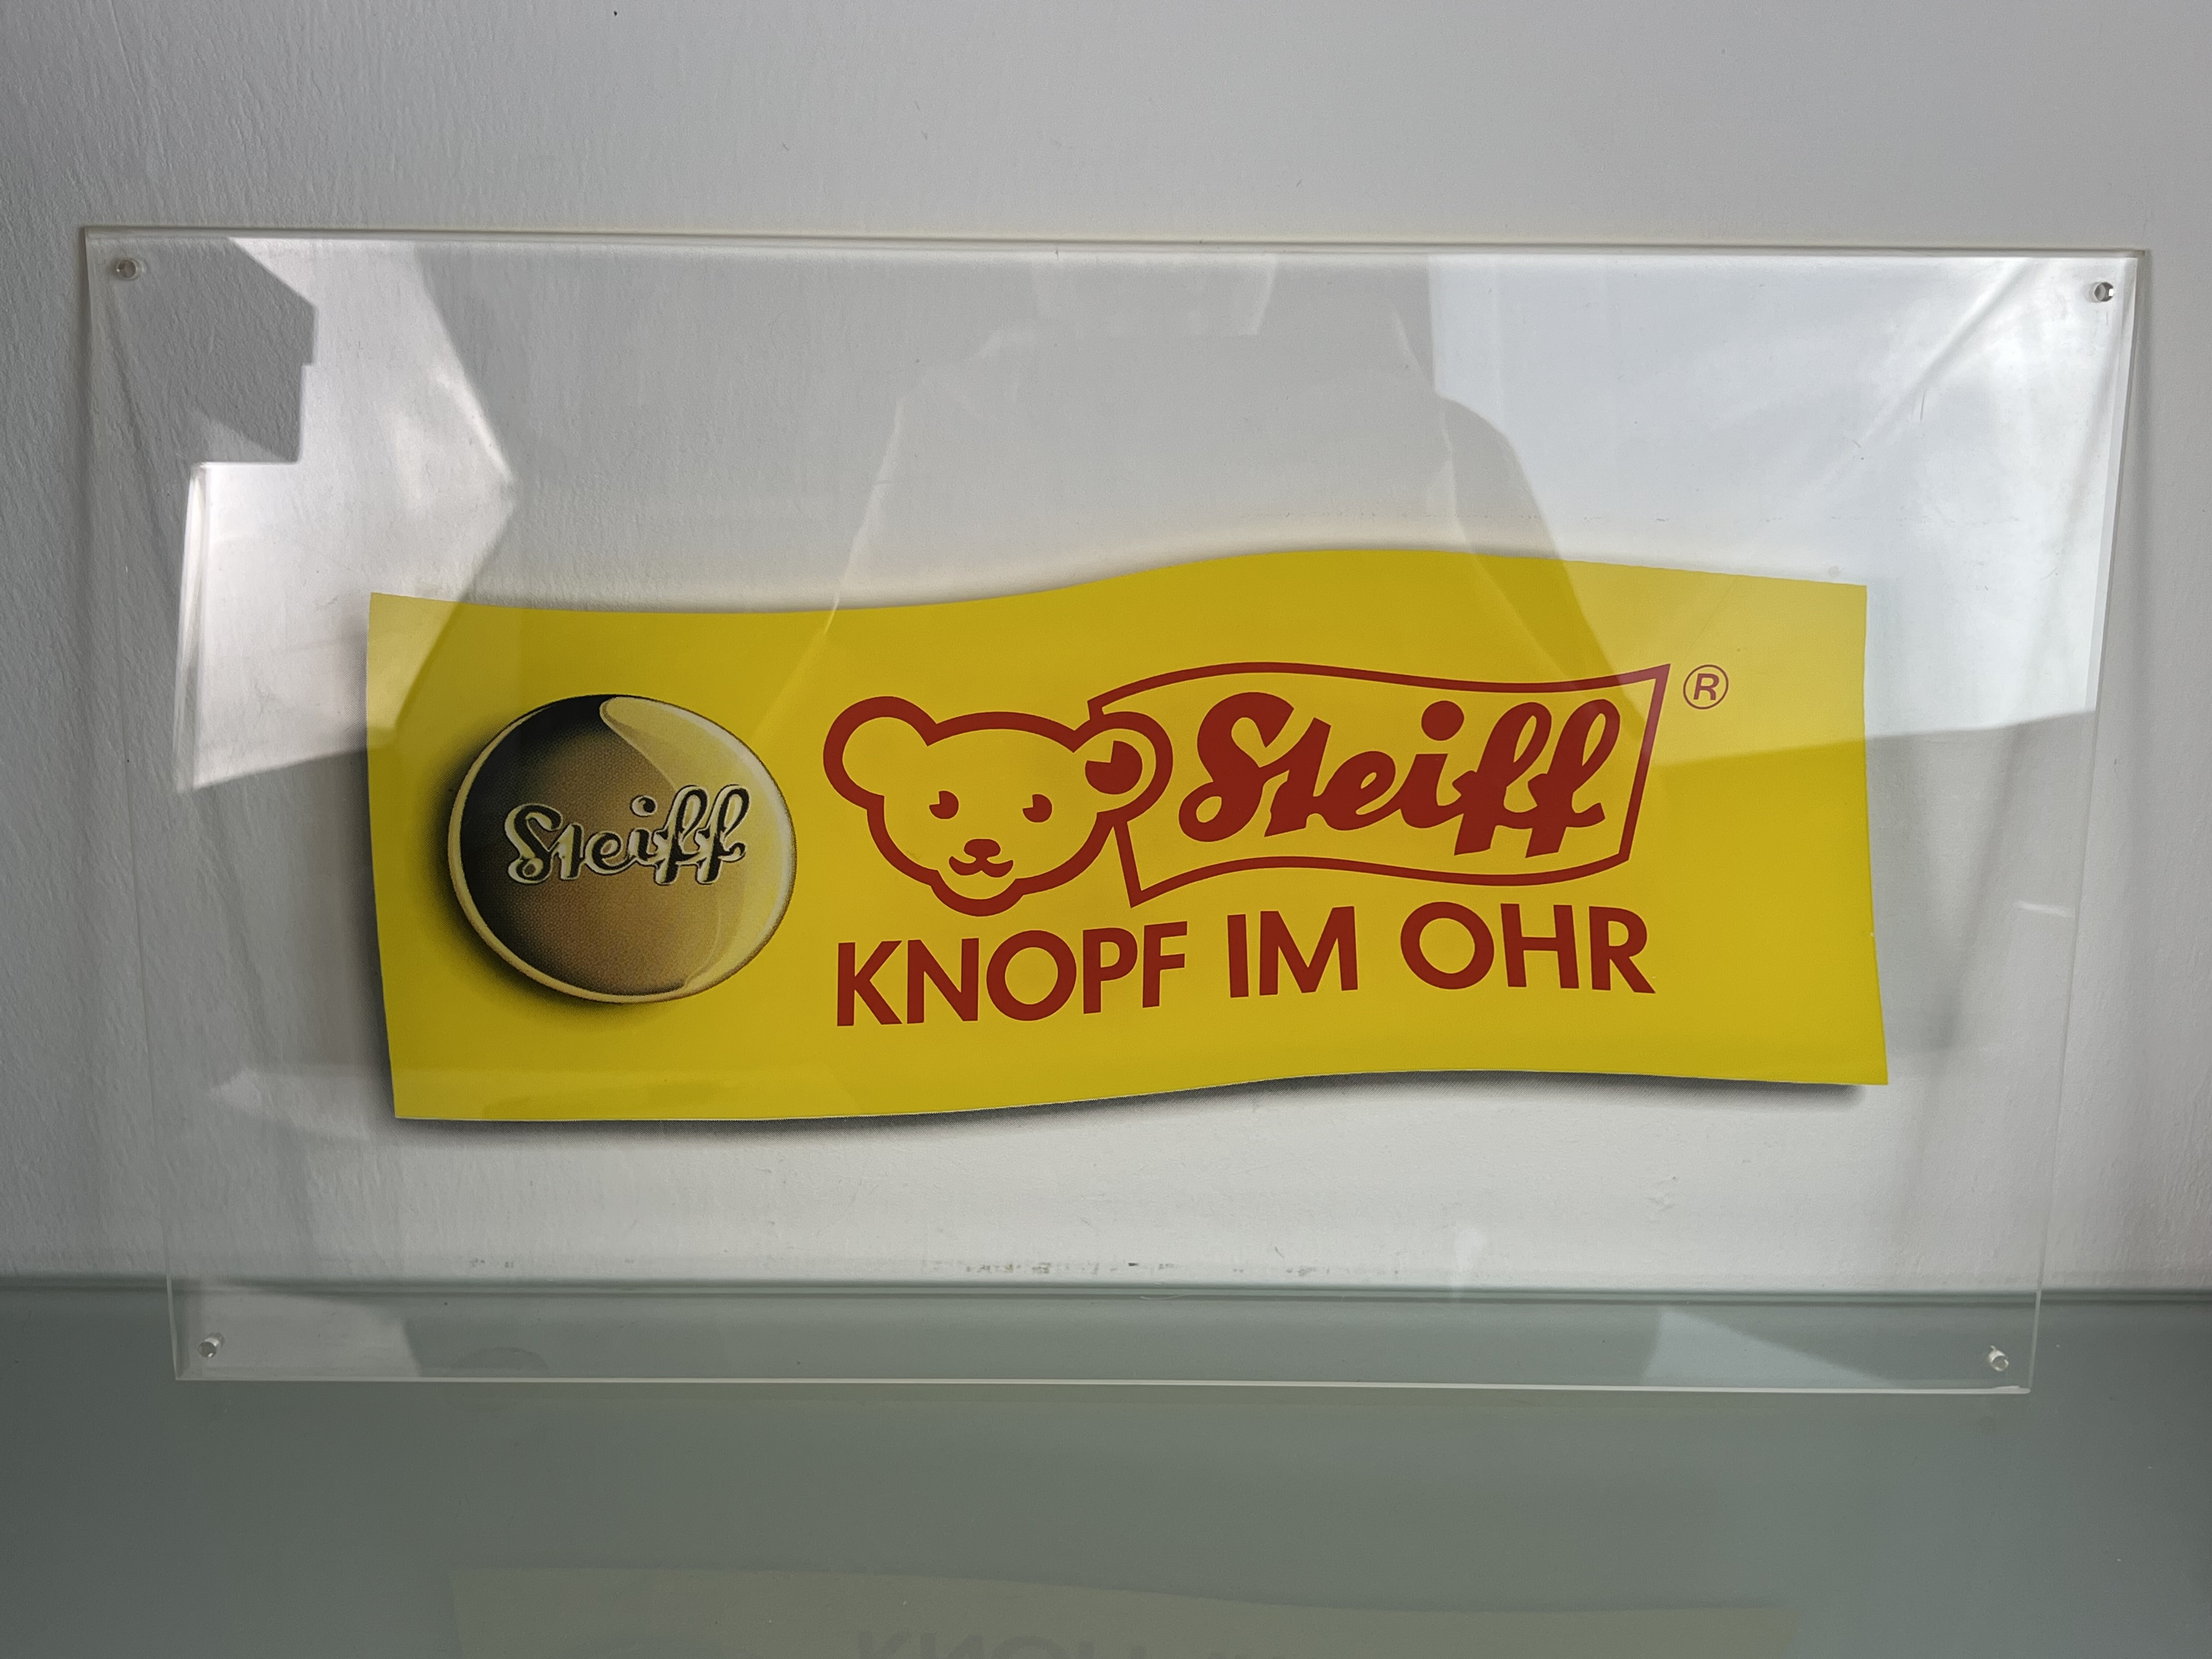 Steiff
Steiff ®
KNOPF IM OHR